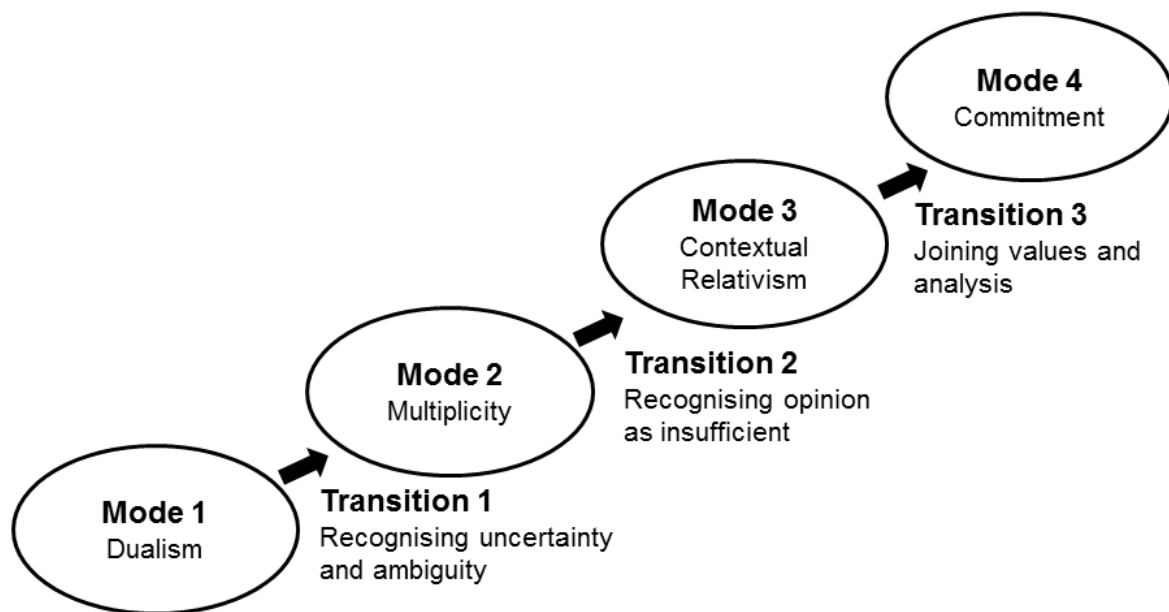 Mode 1
Dualism
Transition 1
Recognising uncertainty
and ambiguity
Mode 2
Multiplicity
Transition 2
Recognising opinion
as insufficient
Mode 3
Contextual
Relativism
Transition 3
Joining values and
analysis
Mode 4
Commitment